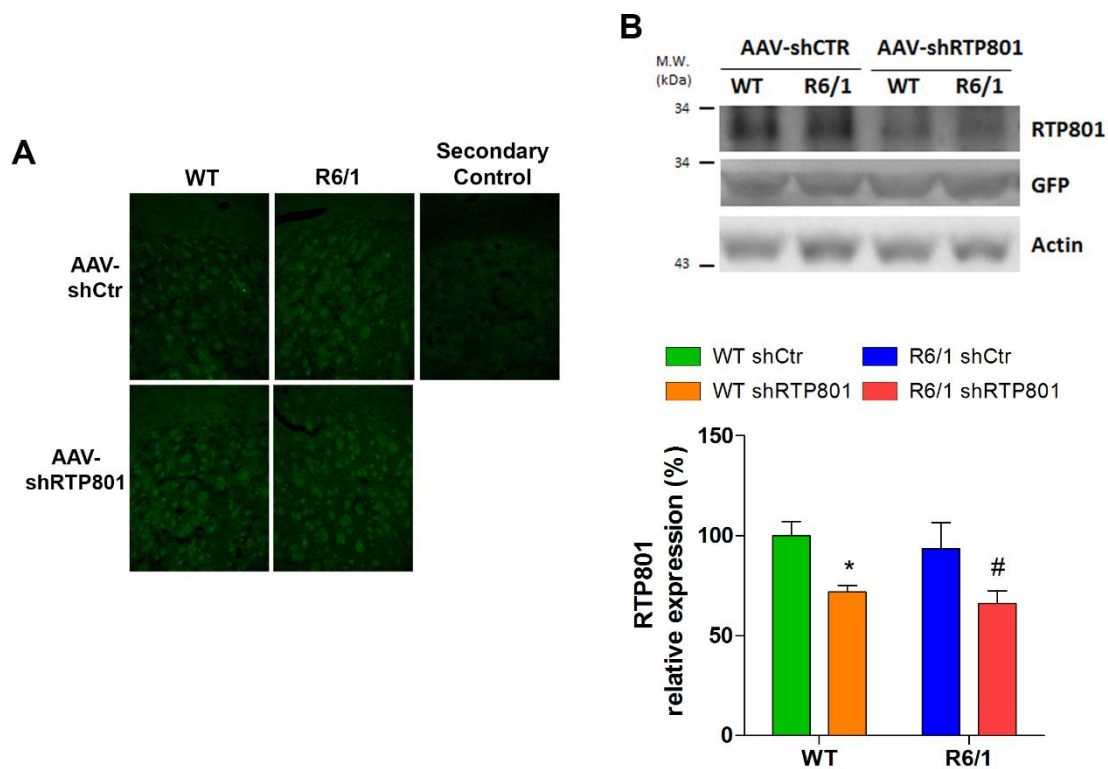 A
WT
R6/1
Secondary
Control
AAV-
shCtr
AAV-
shRTP801
B
AAV-shCTR
AAV-shRTP801
M.W.
(kDa)
WT
R6/1
WT
R6/1
34
RTP801
34
GFP
Actin
43
WT shCtr
R6/1 shCtr
WT shRTP801
R6/1 shRTP801
RTP801
relative expression (%)
150
100
50
0
*
#
WT
R6/1